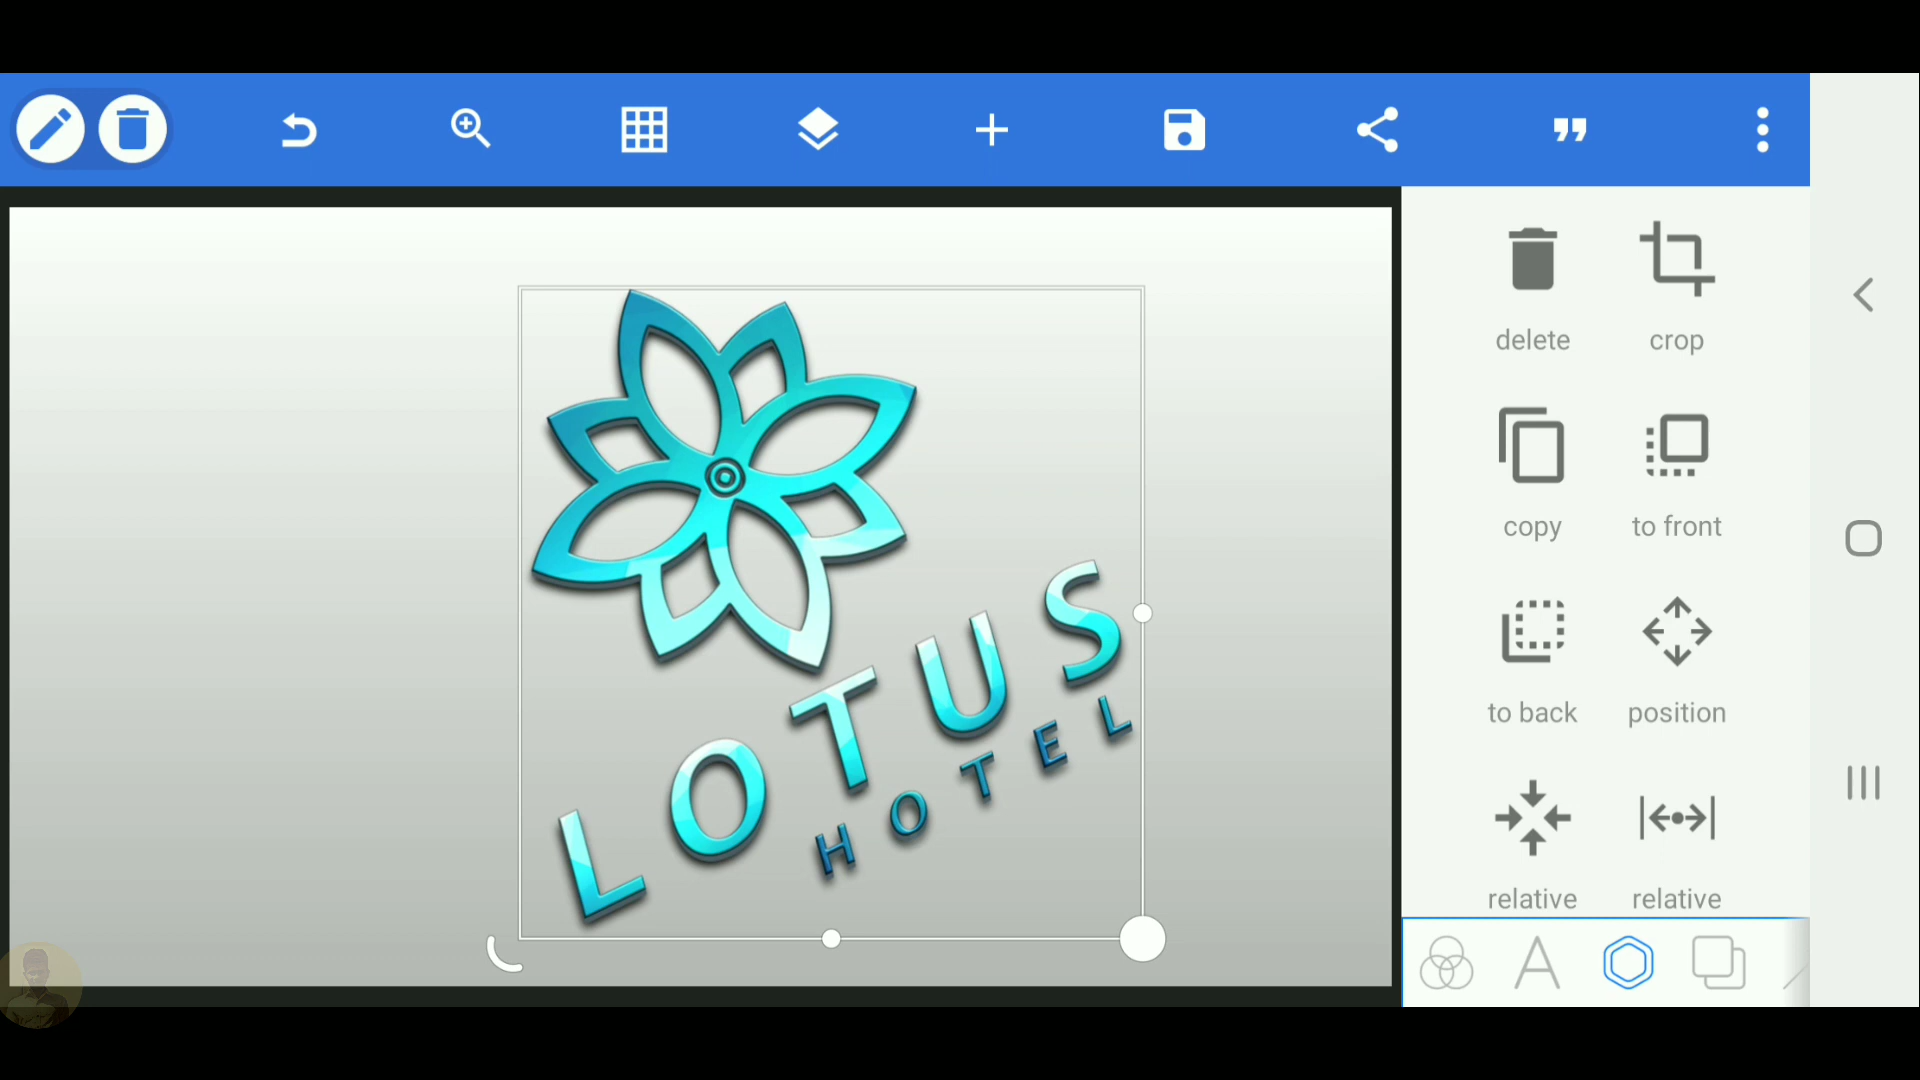 delete crop
copy to front
LOTUS
HOTEL
to back position
relative relative